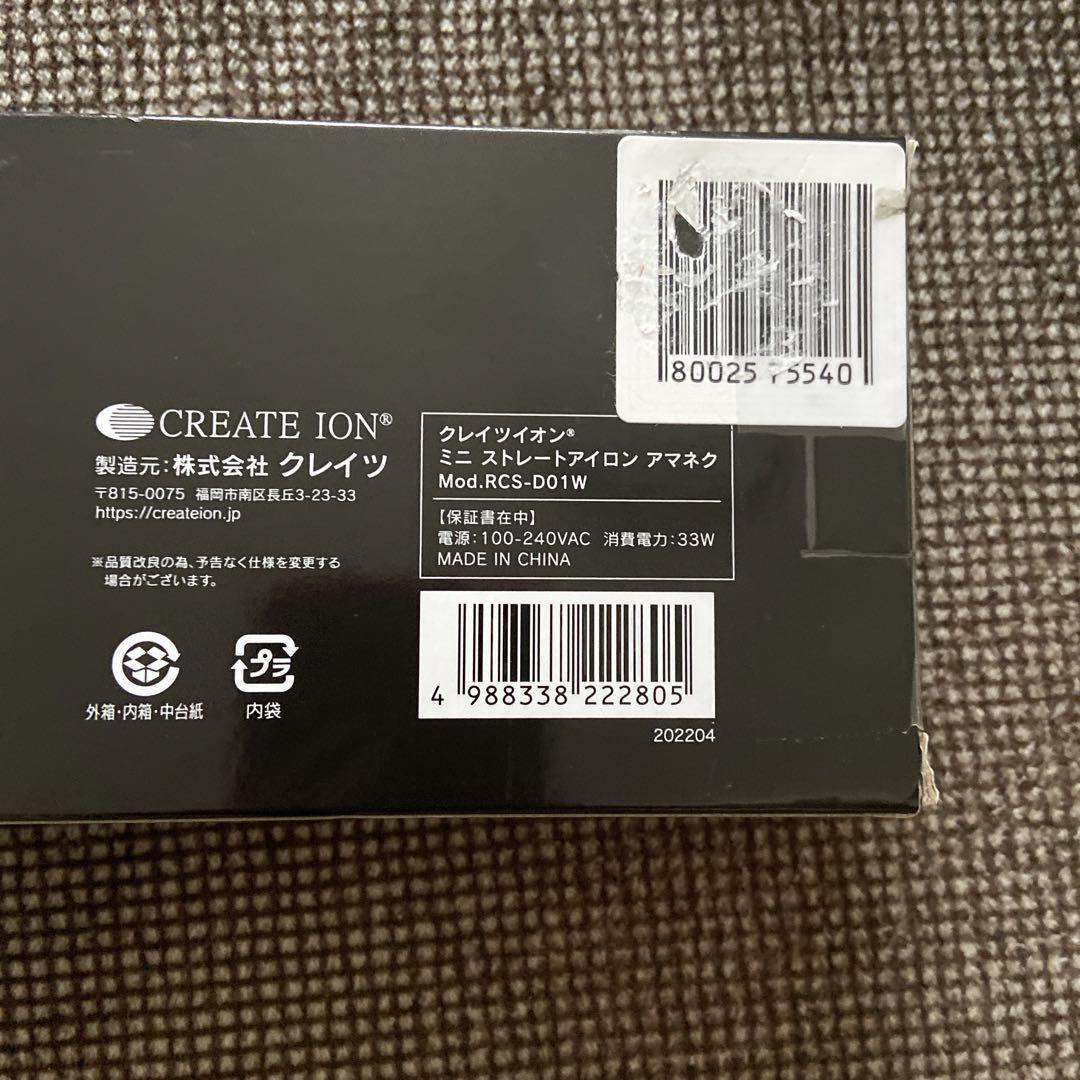 80025 5540
CREATE ION®
製造元:株式会社 クレイツ
〒815-0075 福岡市南区長丘3-23-33
https://createion.jp
※品質改良の為、予告なく仕様を変更する
場合がございます。
プラ
外箱・内箱・中台紙
内袋
クレイツイオン®
ミニ ストレートアイロン アマネク
Mod.RCS-D01W
【保証書在中】
電源:100-240VAC 消費電力:33W
MADE IN CHINA
4 988338 222805
202204